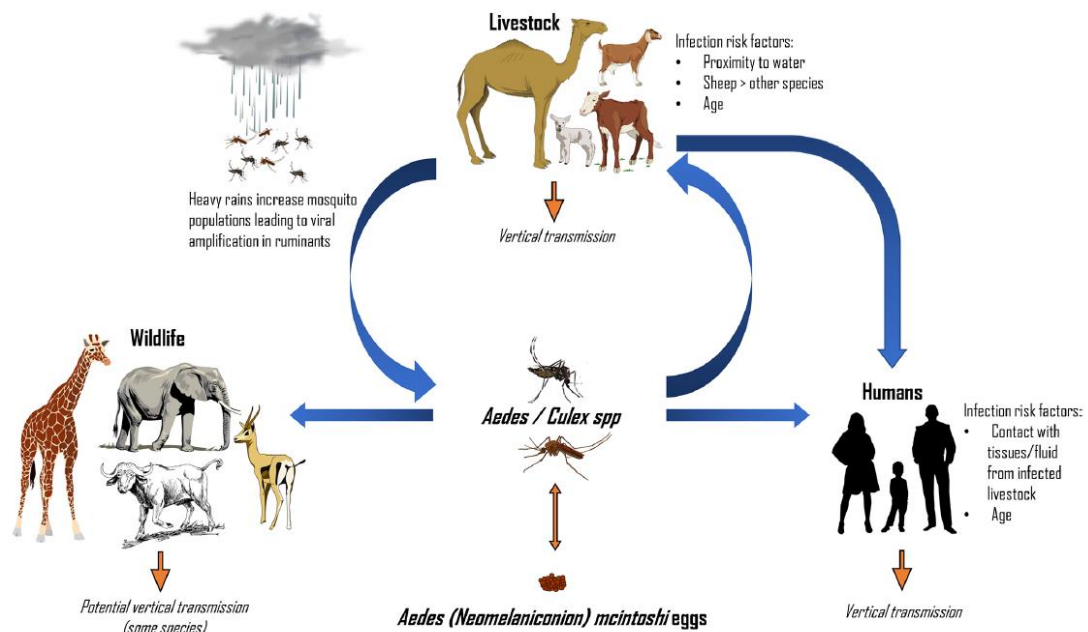 Livestock
Infection risk factors:
• Proximity to water
• Sheep > other species
• Age
Heavy rains increase mosquito
populations leading to viral
amplification in ruminants
Vertical transmission
Wildlife
Aedes / Culex spp
Humans
Infection risk factors:
• Contact with
tissues/fluid
from infected
livestock
• Age
Potential vertical transmission
(some species)
Aedes (Neomelaniconion) mcintoshi eggs
Vertical transmission